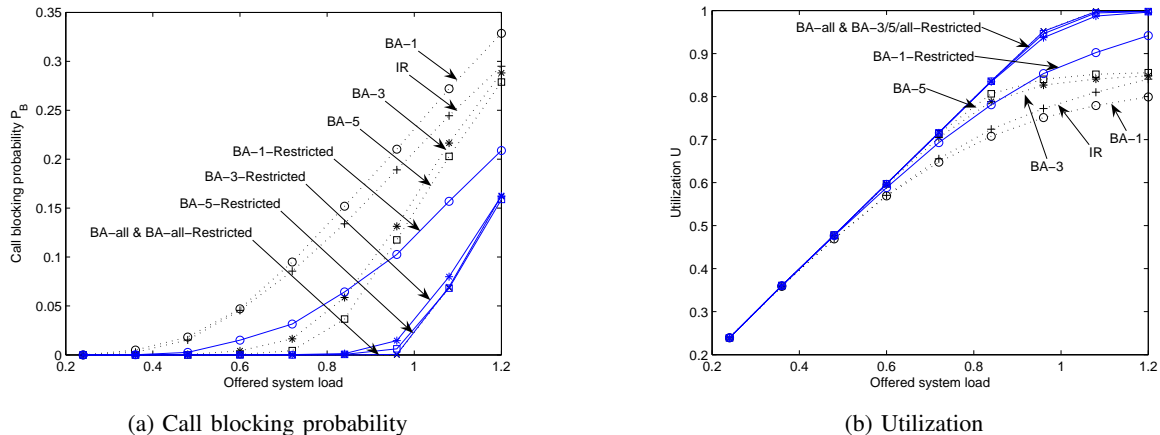 0.35
0.3
0.25
0.2
0.15
0.1
0.05
0
0.2
0.4
0.6
0.8
1
1.2
Call blocking probability P_B
Offered system load
BA−1
IR
BA−3
BA−5
BA−1−Restricted
BA−3−Restricted
BA−5−Restricted
BA−all & BA−all−Restricted
(a) Call blocking probability
1
0.9
0.8
0.7
0.6
0.5
0.4
0.3
0.2
0.2
0.4
0.6
0.8
1
1.2
Utilization U
Offered system load
BA−all & BA−3/5/all−Restricted
BA−1−Restricted
BA−5
BA−1
IR
BA−3
(b) Utilization